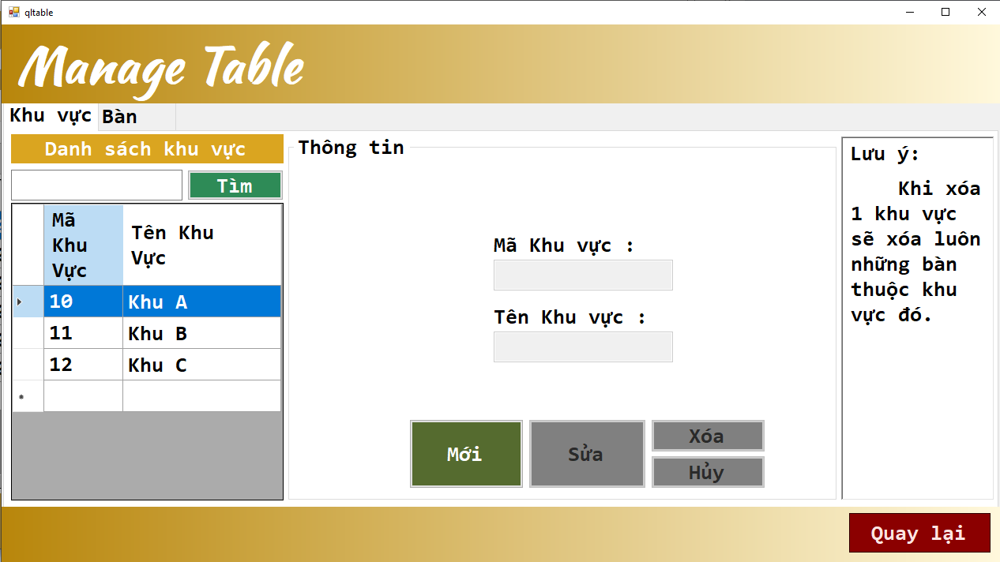 qltable
Manage Table
Khu vực Bàn
Danh sách khu vực
Tìm
Mã
Khu
Vực
Tên Khu
Vực
10 Khu A
11 Khu B
12 Khu C
Thông tin
Mã Khu vực :
Tên Khu vực :
Mới
Sửa
Xóa
Hủy
Lưu ý:
Khi xóa
1 khu vực
sẽ xóa luôn
những bàn
thuộc khu
vực đó.
Quay lại